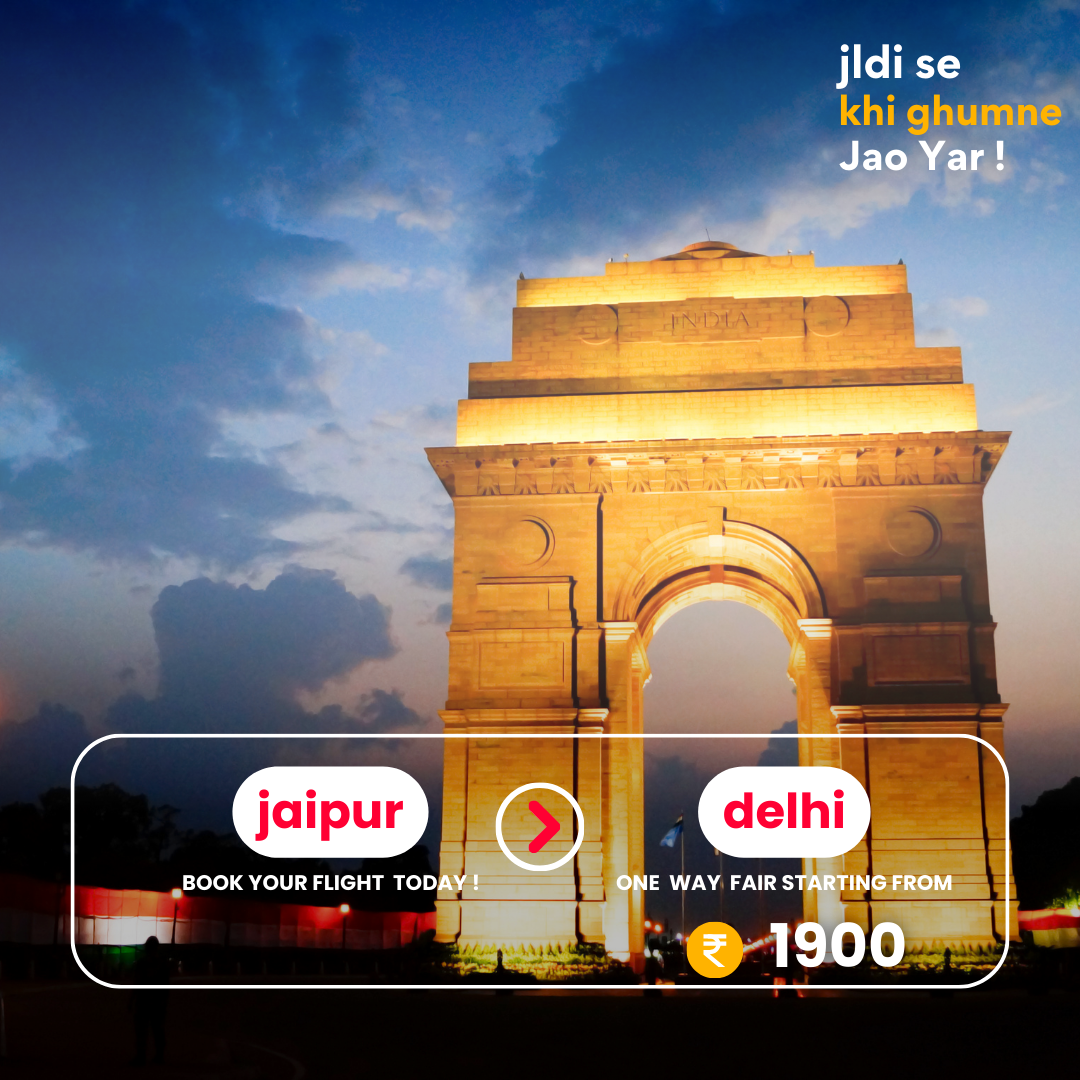 jldi se
khi ghumne
Jao Yar !
INDIA
jaipur
delhi
BOOK YOUR FLIGHT TODAY !
ONE WAY FAIR STARTING FROM
₹ 1900